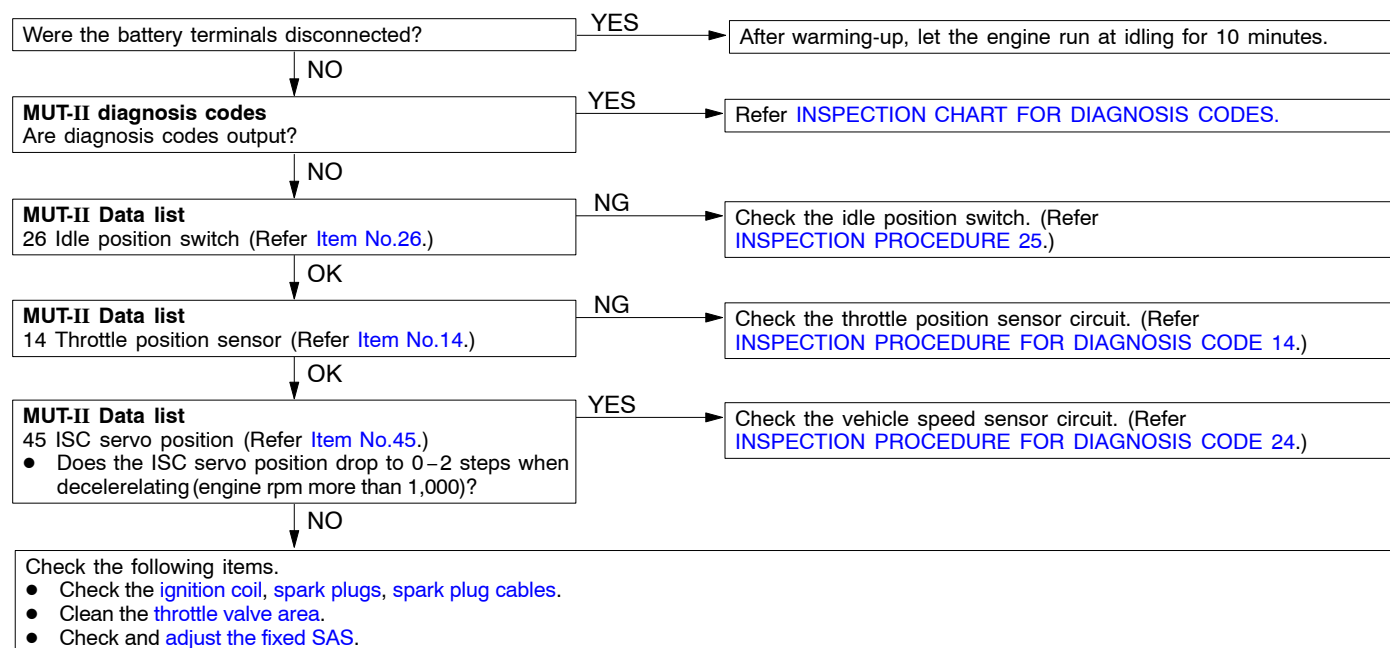 Were the battery terminals disconnected?
YES
After warming-up, let the engine run at idling for 10 minutes.
NO
MUT-II diagnosis codes
Are diagnosis codes output?
YES
Refer INSPECTION CHART FOR DIAGNOSIS CODES.
NO
MUT-II Data list
26 Idle position switch (Refer Item No.26.)
NG
Check the idle position switch. (Refer
INSPECTION PROCEDURE 25.)
OK
MUT-II Data list
14 Throttle position sensor (Refer Item No.14.)
NG
Check the throttle position sensor circuit. (Refer
INSPECTION PROCEDURE FOR DIAGNOSIS CODE 14.)
OK
MUT-II Data list
45 ISC servo position (Refer Item No.45.)
● Does the ISC servo position drop to 0–2 steps when
decelerelating (engine rpm more than 1,000)?
YES
Check the vehicle speed sensor circuit. (Refer
INSPECTION PROCEDURE FOR DIAGNOSIS CODE 24.)
NO
Check the following items.
● Check the ignition coil, spark plugs, spark plug cables.
● Clean the throttle valve area.
● Check and adjust the fixed SAS.